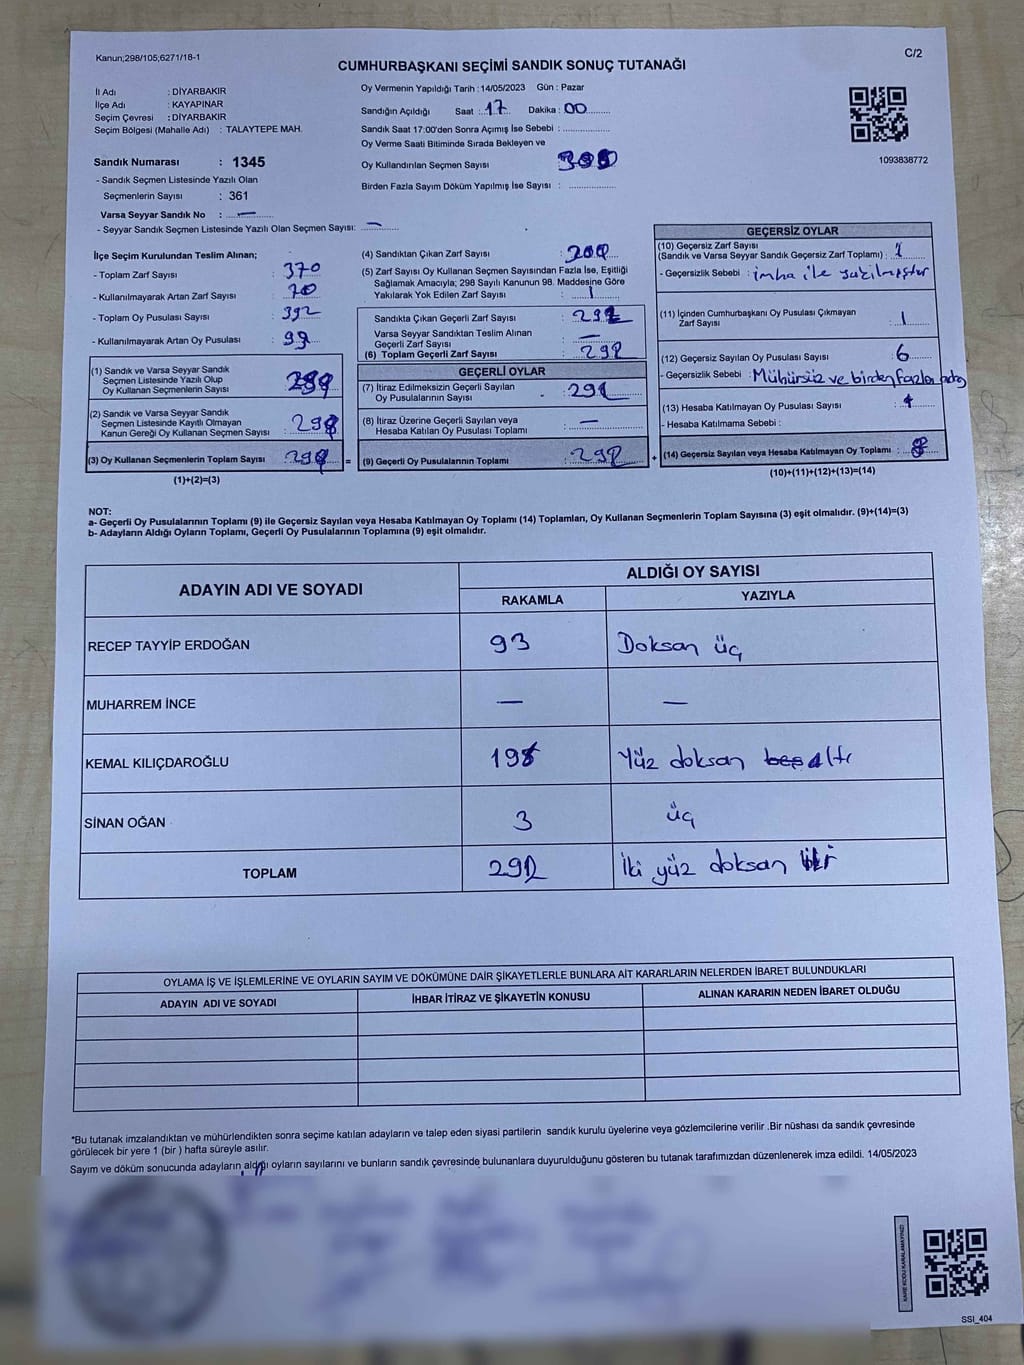 Kanun;298/105;6271/18-1
C/2
CUMHURBAŞKANI SEÇİMİ SANDIK SONUÇ TUTANAĞI
İl Adı : DİYARBAKIR
İlçe Adı : KAYAPINAR
Seçim Çevresi : DİYARBAKIR
Seçim Bölgesi (Mahalle Adı) : TALAYTEPE MAH.
Sandık Numarası : 1345
- Sandık Seçmen Listesinde Yazılı Olan
Seçmenlerin Sayısı : 361
Varsa Seyyar Sandık No : —
- Seyyar Sandık Seçmen Listesinde Yazılı Olan Seçmen Sayısı: —
Oy Vermenin Yapıldığı Tarih : 14/05/2023 Gün : Pazar
Sandığın Açıldığı Saat : 17 Dakika : 00
Sandık Saat 17:00'den Sonra Açımış İse Sebebi :
Oy Verme Saati Bitiminde Sırada Bekleyen ve
Oy Kullandırılan Seçmen Sayısı
Birden Fazla Sayım Döküm Yapılmış İse Sayısı :
1093838772
İlçe Seçim Kurulundan Teslim Alınan;
- Toplam Zarf Sayısı : 370
- Kullanılmayarak Artan Zarf Sayısı : 70
- Toplam Oy Pusulası Sayısı : 392
- Kullanılmayarak Artan Oy Pusulası : 92
(1) Sandık ve Varsa Seyyar Sandık
Seçmen Listesinde Yazılı Olup
Oy Kullanan Seçmenlerin Sayısı :
(2) Sandık ve Varsa Seyyar Sandık
Seçmen Listesinde Kayıtlı Olmayan
Kanun Gereği Oy Kullanan Seçmen Sayısı :
(3) Oy Kullanan Seçmenlerin Toplam Sayısı :
(1)+(2)=(3)
(4) Sandıktan Çıkan Zarf Sayısı :
(5) Zarf Sayısı Oy Kullanan Seçmen Sayısından Fazla İse, Eşitliği
Sağlamak Amacıyla; 298 Sayılı Kanunun 98. Maddesine Göre
Yakılarak Yok Edilen Zarf Sayısı : 1
Sandıkta Çıkan Geçerli Zarf Sayısı : 292
Varsa Seyyar Sandıktan Teslim Alınan
Geçerli Zarf Sayısı : —
(6) Toplam Geçerli Zarf Sayısı : 292
GEÇERLİ OYLAR
(7) İtiraz Edilmeksizin Geçerli Sayılan
Oy Pusulalarının Sayısı : 292
(8) İtiraz Üzerine Geçerli Sayılan veya
Hesaba Katılan Oy Pusulası Toplamı : —
= (9) Geçerli Oy Pusulalarının Toplamı : 292 +
GEÇERSİZ OYLAR
(10) Geçersiz Zarf Sayısı
(Sandık ve Varsa Seyyar Sandık Geçersiz Zarf Toplamı) : 1
- Geçersizlik Sebebi : imha ile yakılmıştır
(11) İçinden Cumhurbaşkanı Oy Pusulası Çıkmayan
Zarf Sayısı : 1
(12) Geçersiz Sayılan Oy Pusulası Sayısı : 6
- Geçersizlik Sebebi : Mühürsüz ve birden fazla
(13) Hesaba Katılmayan Oy Pusulası Sayısı :
- Hesaba Katılmama Sebebi :
(14) Geçersiz Sayılan veya Hesaba Katılmayan Oy Toplamı : 8
(10)+(11)+(12)+(13)=(14)
NOT:
a- Geçerli Oy Pusulalarının Toplamı (9) ile Geçersiz Sayılan veya Hesaba Katılmayan Oy Toplamı (14) Toplamları, Oy Kullanan Seçmenlerin Toplam Sayısına (3) eşit olmalıdır. (9)+(14)=(3)
b- Adayların Aldığı Oyların Toplamı, Geçerli Oy Pusulalarının Toplamına (9) eşit olmalıdır.
ADAYIN ADI VE SOYADI
ALDIĞI OY SAYISI
RAKAMLA YAZIYLA
RECEP TAYYİP ERDOĞAN 93 Doksan üç
MUHARREM İNCE — —
KEMAL KILIÇDAROĞLU 196 Yüz doksan beş altı
SİNAN OĞAN 3 üç
TOPLAM 292 İki yüz doksan iki
OYLAMA İŞ VE İŞLEMLERİNE VE OYLARIN SAYIM VE DÖKÜMÜNE DAİR ŞİKAYETLERLE BUNLARA AİT KARARLARIN NELERDEN İBARET BULUNDUKLARI
ADAYIN ADI VE SOYADI İHBAR İTİRAZ VE ŞİKAYETİN KONUSU ALINAN KARARIN NEDEN İBARET OLDUĞU
*Bu tutanak imzalandıktan ve mühürlendikten sonra seçime katılan adayların ve talep eden siyasi partilerin sandık kurulu üyelerine veya gözlemcilerine verilir .Bir nüshası da sandık çevresinde
görülecek bir yere 1 (bir ) hafta süreyle asılır.
Sayım ve döküm sonucunda adayların aldığı oyların sayılarını ve bunların sandık çevresinde bulunanlara duyurulduğunu gösteren bu tutanak tarafımızdan düzenlenerek imza edildi. 14/05/2023
KARE KODU KARALAMAYINIZ!
SSI_404